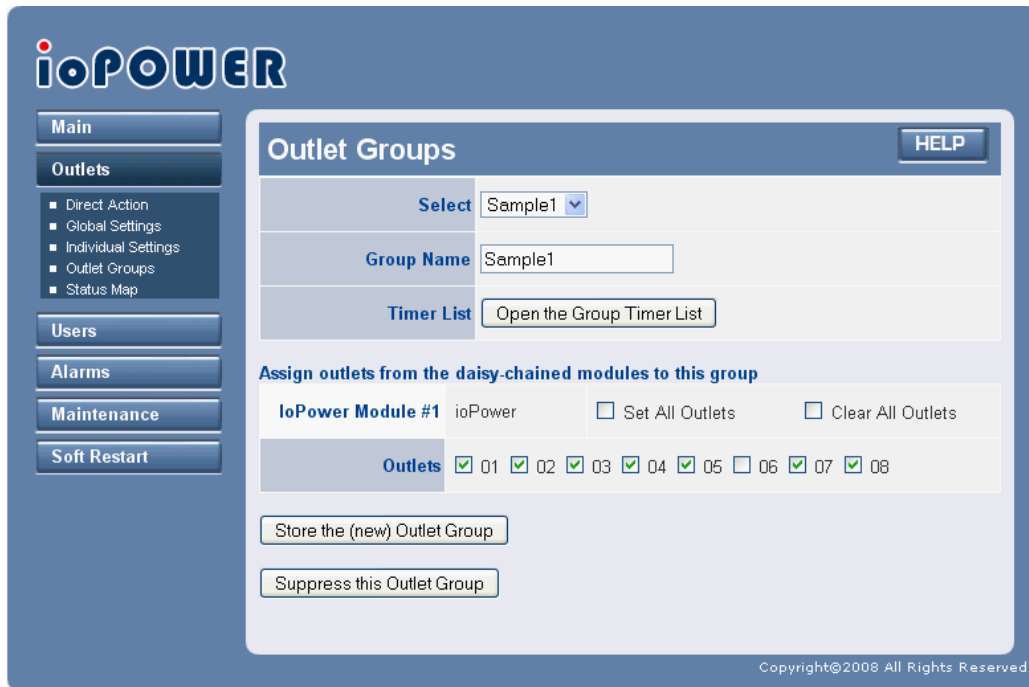 ioPOWER
Main
Outlets
Direct Action
Global Settings
Individual Settings
Outlet Groups
Status Map
Users
Alarms
Maintenance
Soft Restart
Outlet Groups
HELP
Select Sample1
Group Name Sample1
Timer List Open the Group Timer List
Assign outlets from the daisy-chained modules to this group
IoPower Module #1 ioPower Set All Outlets Clear All Outlets
Outlets 01 02 03 04 05 06 07 08
Store the (new) Outlet Group
Suppress this Outlet Group
Copyright©2008 All Rights Reserved